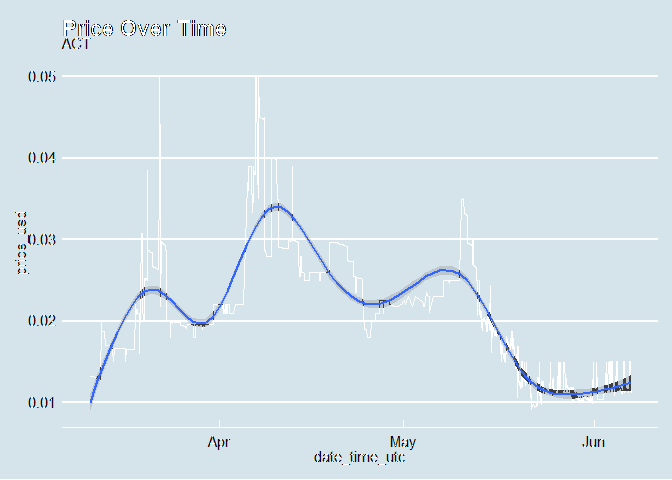 Price Over Time
ACT
0.05
0.04
0.03
0.02
0.01
price_usd
Apr
May
Jun
date_time_utc